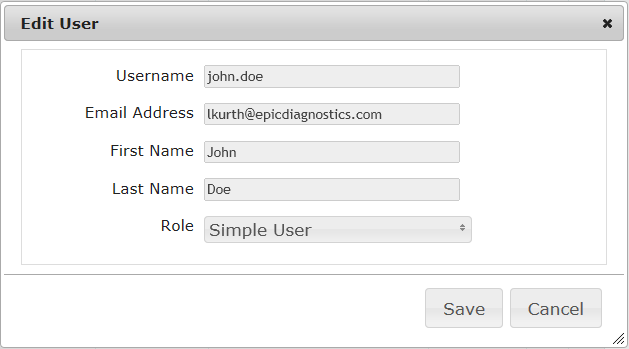 Edit User
Username john.doe
Email Address lkurth@epicdiagnostics.com
First Name John
Last Name Doe
Role Simple User
Save Cancel